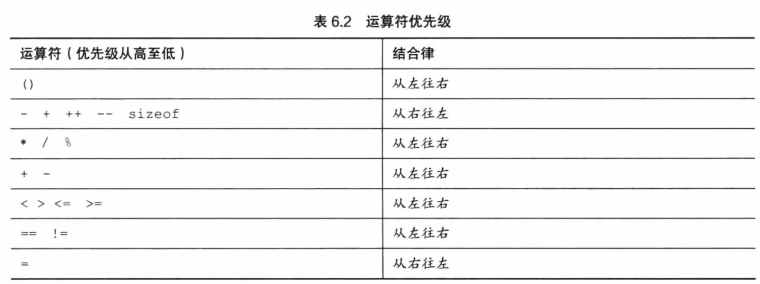 表 6.2 运算符优先级
运算符（优先级从高至低） 结合律
() 从左往右
- + ++ -- sizeof 从右往左
* / % 从左往右
+ - 从左往右
< > <= >= 从左往右
== != 从左往右
= 从右往左